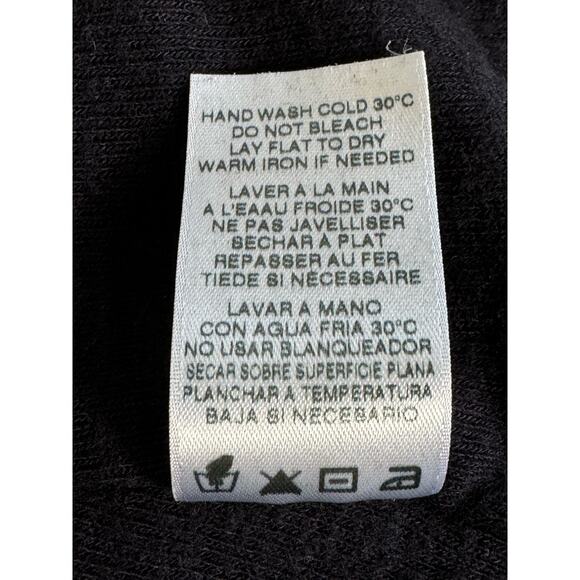 HAND WASH COLD 30°C
DO NOT BLEACH
LAY FLAT TO DRY
WARM IRON IF NEEDED
LAVER A LA MAIN
A L'EAAU FROIDE 30°C
NE PAS JAVELLISER
SECHAR A PLAT
REPASSER AU FER
TIEDE SI NECESSAIRE
LAVAR A MANO
CON AGUA FRIA 30°C
NO USAR BLANQUEADOR
SECAR SOBRE SUPERFICIE PLANA
PLANCHAR A TEMPERATURA
BAJA SI NECESARIO